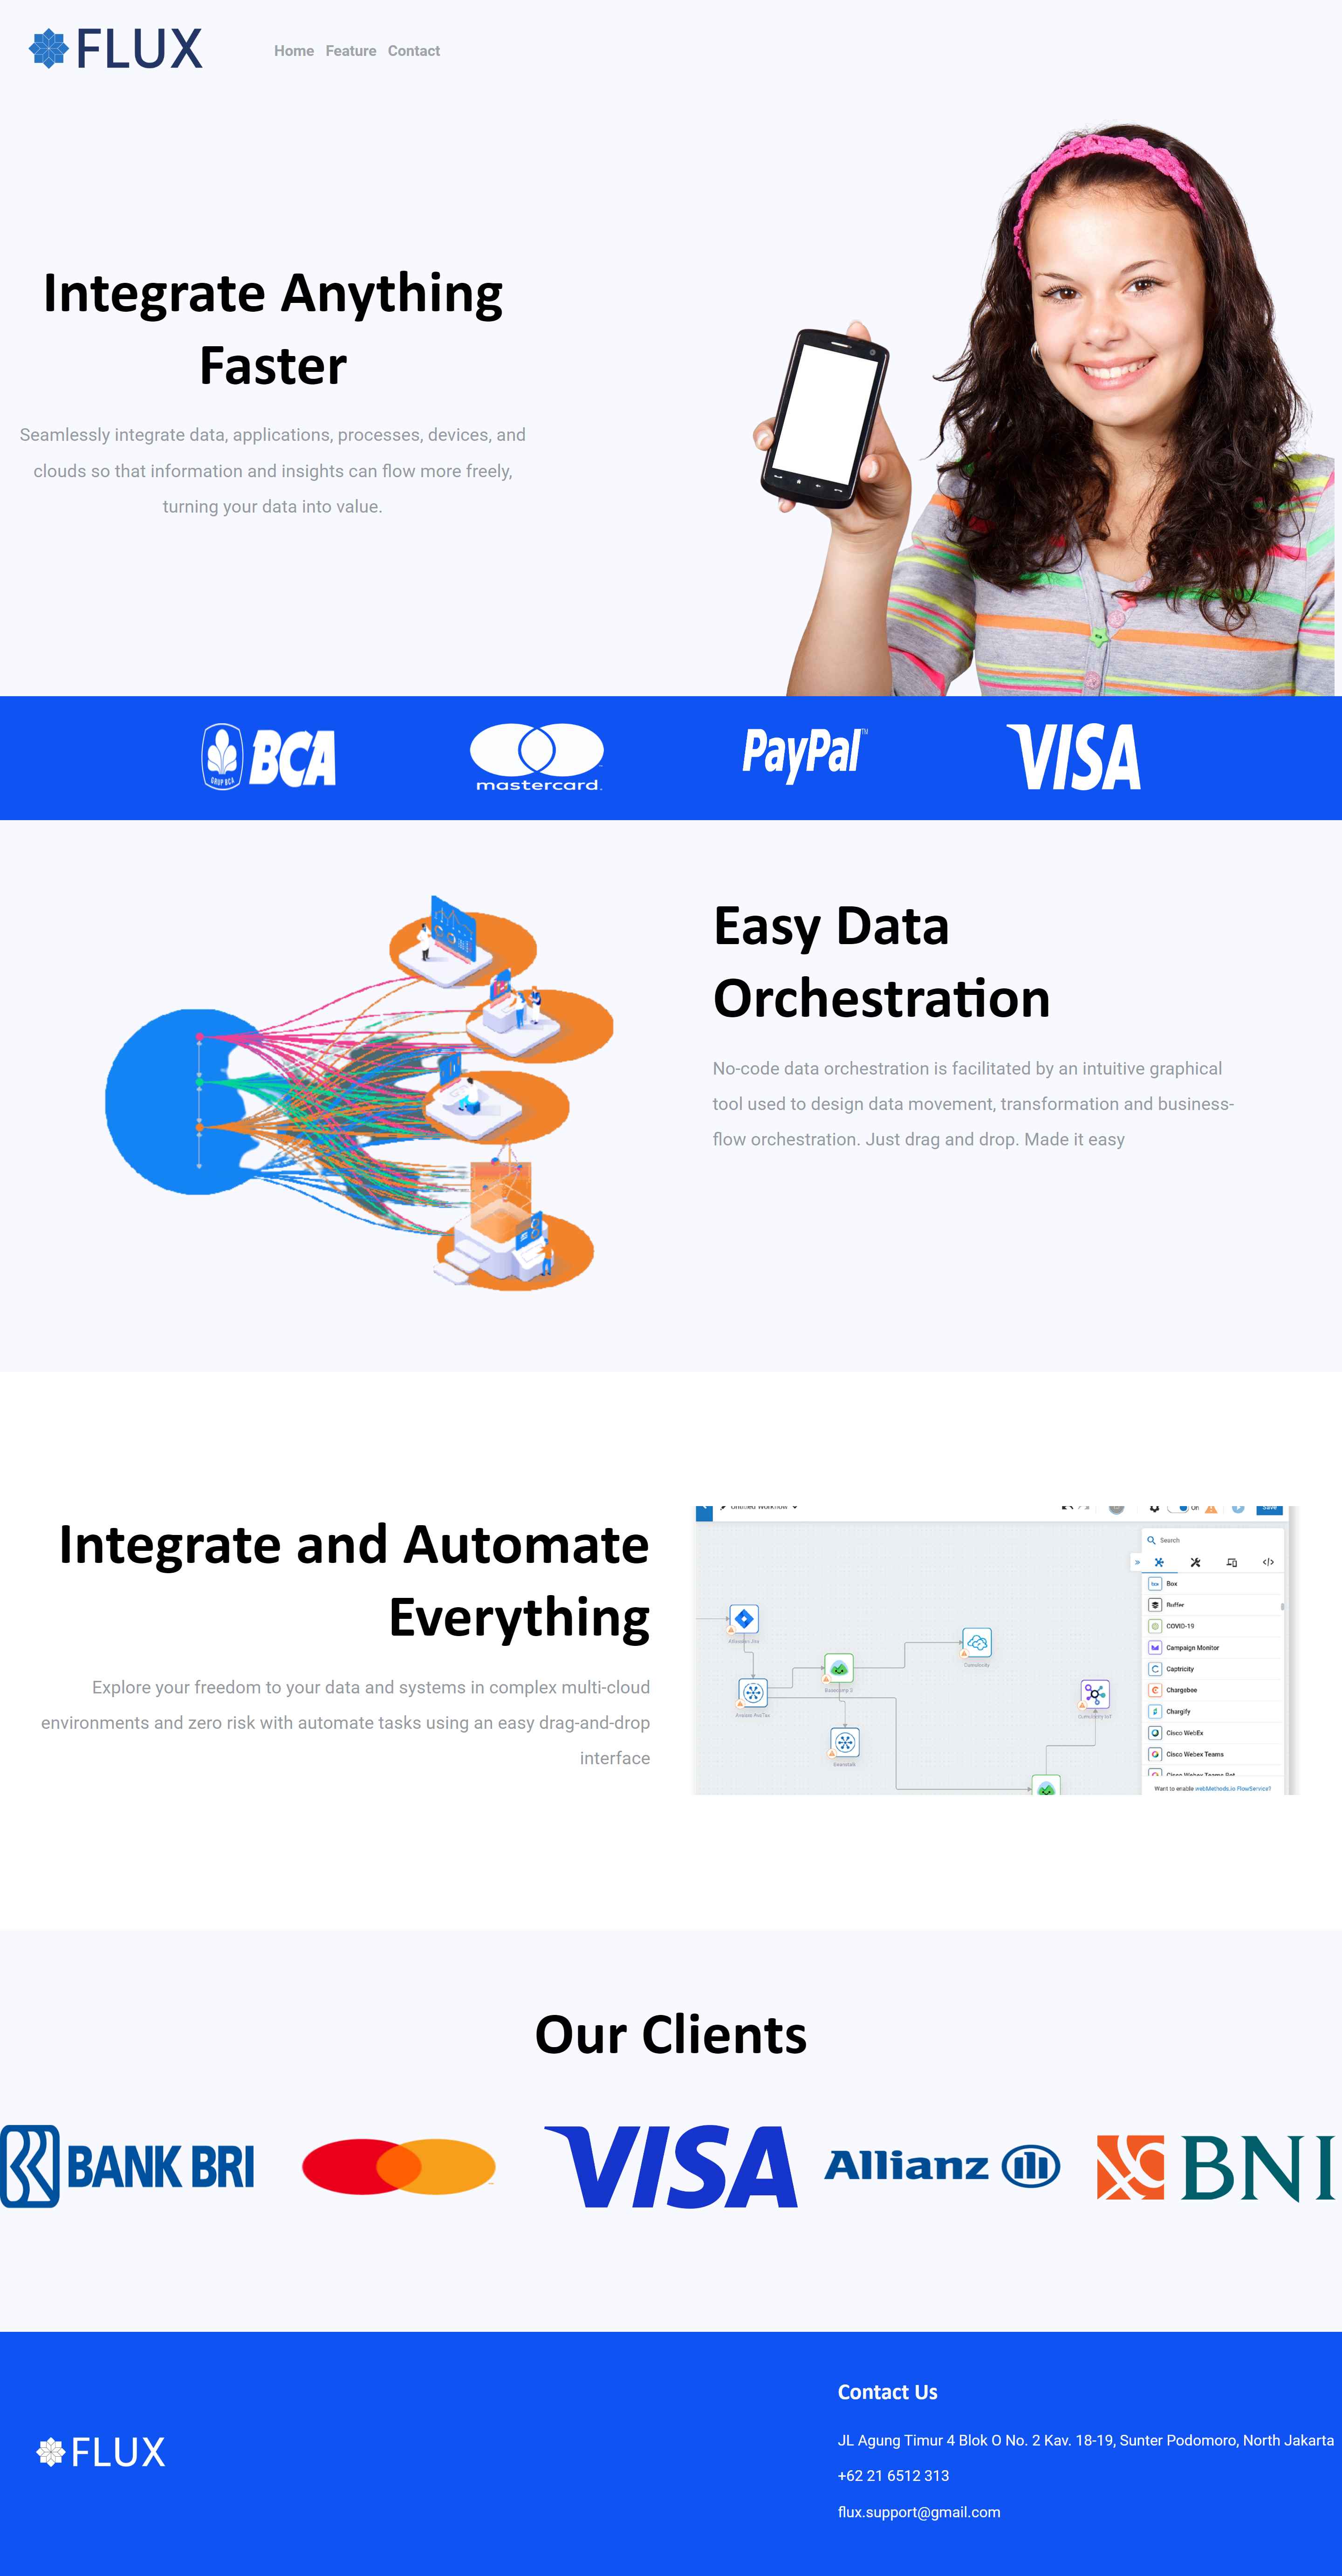 FLUX
Home Feature Contact
Integrate Anything
Faster
Seamlessly integrate data, applications, processes, devices, and
clouds so that information and insights can flow more freely,
turning your data into value.
GRUP BCA
BCA
mastercard.
PayPal™
VISA
Easy Data
Orchestration
No-code data orchestration is facilitated by an intuitive graphical
tool used to design data movement, transformation and business-
flow orchestration. Just drag and drop. Made it easy
Integrate and Automate
Everything
Explore your freedom to your data and systems in complex multi-cloud
environments and zero risk with automate tasks using an easy drag-and-drop
interface
Untitled Workflow
On
Save
Search
Box
Buffer
COVID-19
Campaign Monitor
Captricity
Chargebee
Chargify
Cisco WebEx
Cisco Webex Teams
Cisco Webex Teams Bot
Want to enable webMethods.io FlowService?
Cumulocity
Our Clients
BANK BRI
VISA
Allianz
BNI
FLUX
Contact Us
JL Agung Timur 4 Blok O No. 2 Kav. 18-19, Sunter Podomoro, North Jakarta
+62 21 6512 313
flux.support@gmail.com